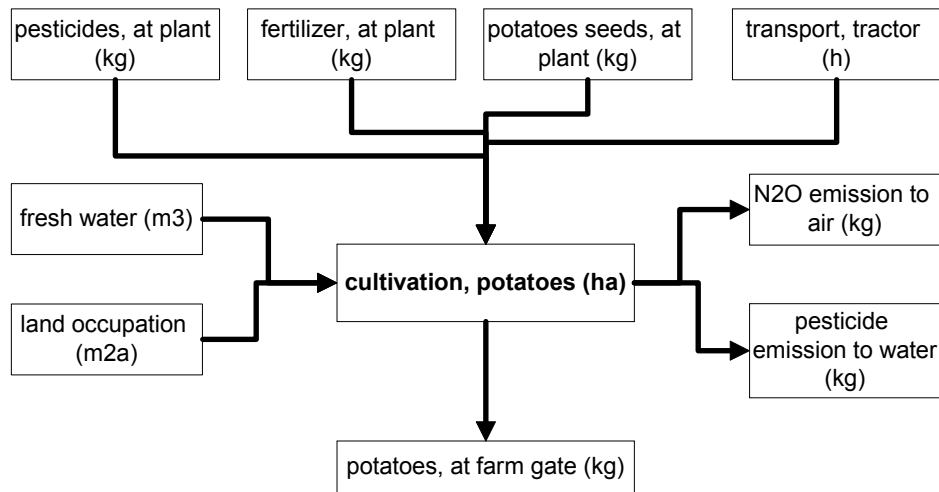 pesticides, at plant
(kg)
fertilizer, at plant
(kg)
potatoes seeds, at
plant (kg)
transport, tractor
(h)
fresh water (m3)
N2O emission to
air (kg)
cultivation, potatoes (ha)
land occupation
(m2a)
pesticide
emission to water
(kg)
potatoes, at farm gate (kg)